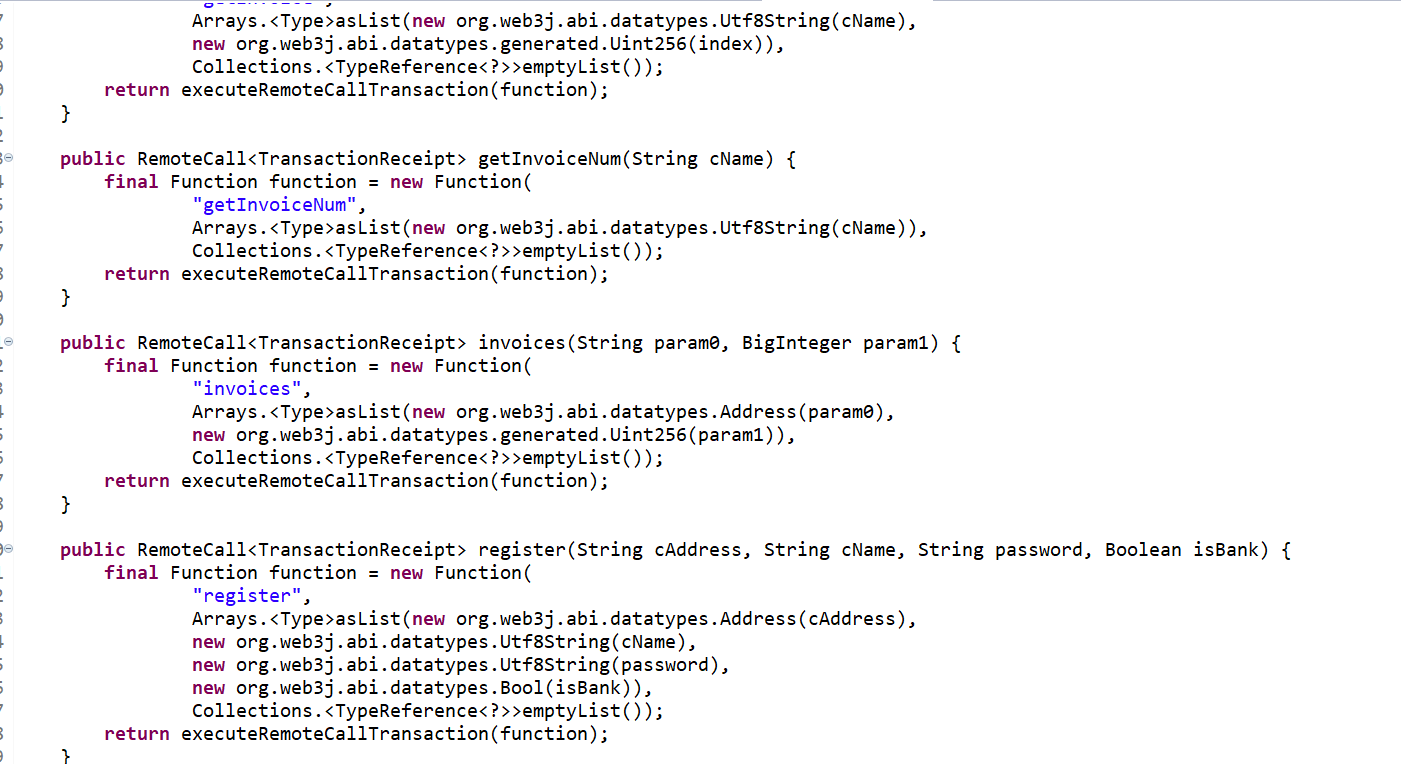 Arrays.<Type>asList(new org.web3j.abi.datatypes.Utf8String(cName),
new org.web3j.abi.datatypes.generated.Uint256(index)),
Collections.<TypeReference<?>>emptyList());
return executeRemoteCallTransaction(function);
}
public RemoteCall<TransactionReceipt> getInvoiceNum(String cName) {
final Function function = new Function(
"getInvoiceNum",
Arrays.<Type>asList(new org.web3j.abi.datatypes.Utf8String(cName)),
Collections.<TypeReference<?>>emptyList());
return executeRemoteCallTransaction(function);
}
public RemoteCall<TransactionReceipt> invoices(String param0, BigInteger param1) {
final Function function = new Function(
"invoices",
Arrays.<Type>asList(new org.web3j.abi.datatypes.Address(param0),
new org.web3j.abi.datatypes.generated.Uint256(param1)),
Collections.<TypeReference<?>>emptyList());
return executeRemoteCallTransaction(function);
}
public RemoteCall<TransactionReceipt> register(String cAddress, String cName, String password, Boolean isBank) {
final Function function = new Function(
"register",
Arrays.<Type>asList(new org.web3j.abi.datatypes.Address(cAddress),
new org.web3j.abi.datatypes.Utf8String(cName),
new org.web3j.abi.datatypes.Utf8String(password),
new org.web3j.abi.datatypes.Bool(isBank)),
Collections.<TypeReference<?>>emptyList());
return executeRemoteCallTransaction(function);
}